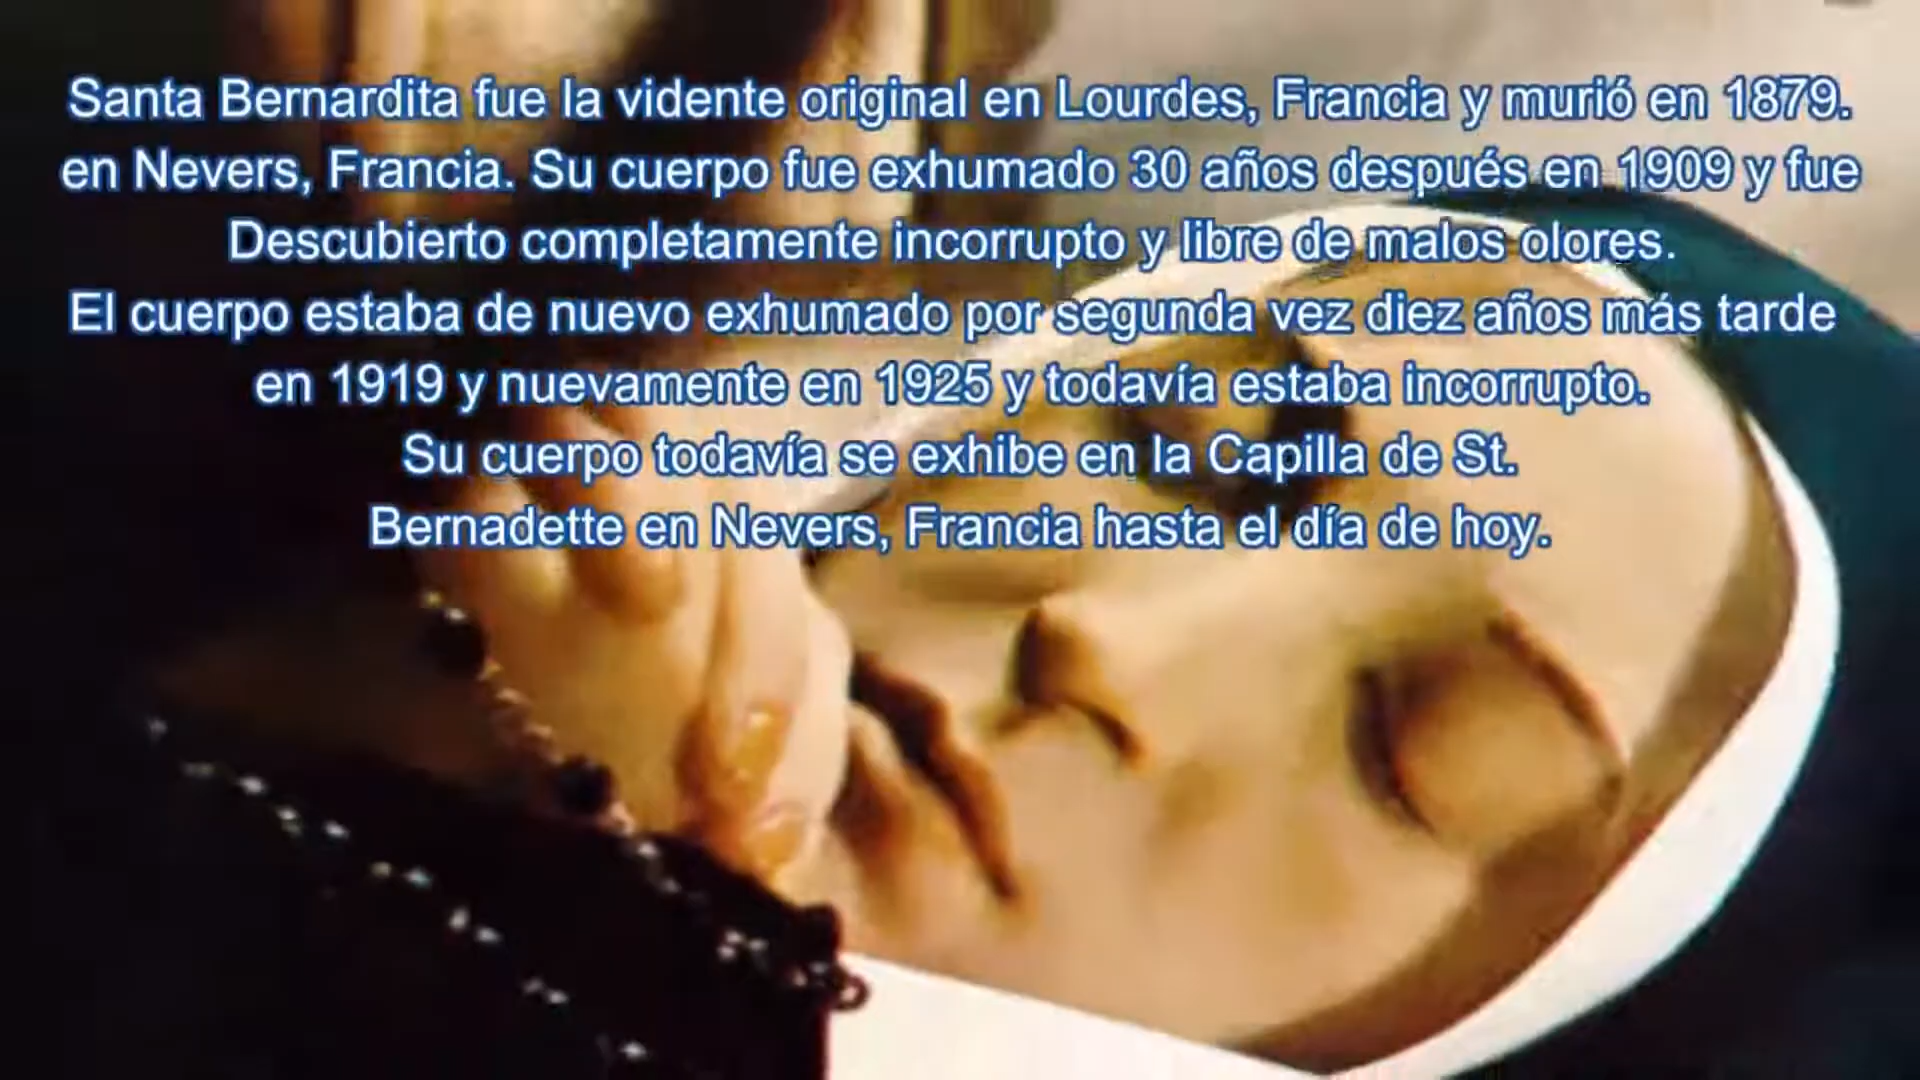 Santa Bernardita fue la vidente original en Lourdes, Francia y murió en 1879.
en Nevers, Francia. Su cuerpo fue exhumado 30 años después en 1909 y fue
Descubierto completamente incorrupto y libre de malos olores.
El cuerpo estaba de nuevo exhumado por segunda vez diez años más tarde
en 1919 y nuevamente en 1925 y todavía estaba incorrupto.
Su cuerpo todavía se exhibe en la Capilla de St.
Bernadette en Nevers, Francia hasta el día de hoy.